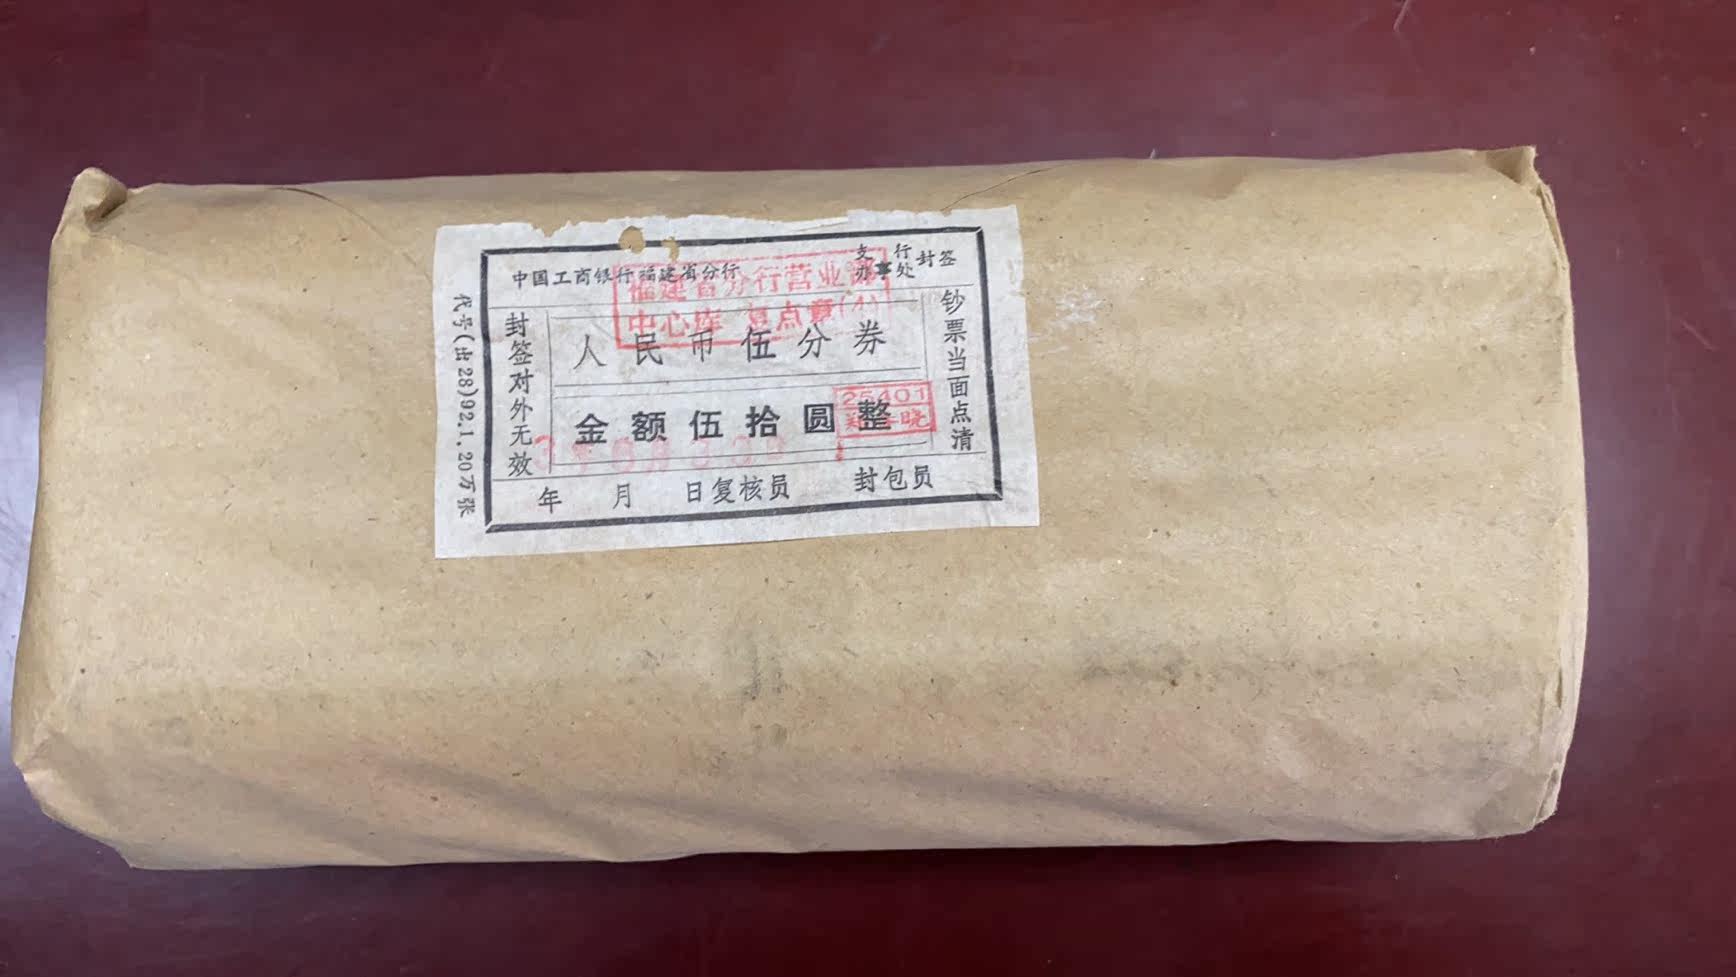 中国工商银行福建省分行
支行
办事处
封签
福建省分行营业部
中心库 复点章(4)
人民币伍分券
金额伍拾圆整
25401
年 月 日复核员 封包员
封签对外无效
钞票当面点清
代号(出28)92.1.20万张